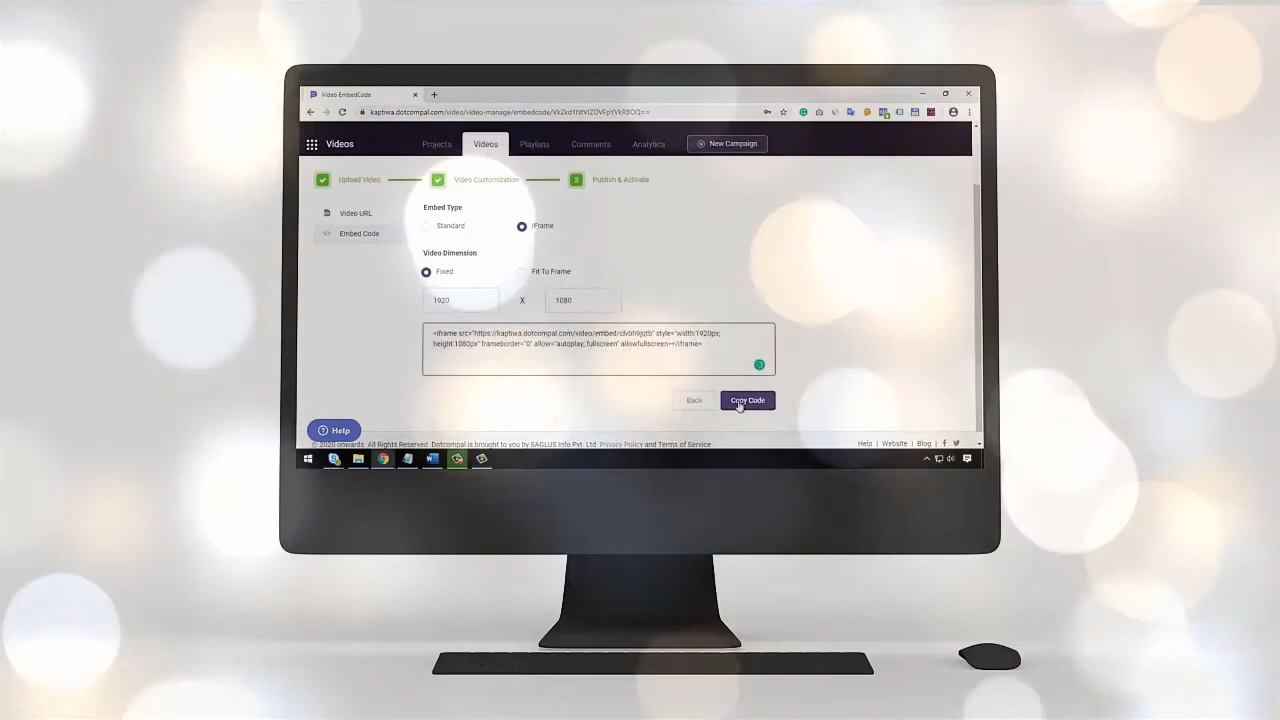 Video EmbedCode
kaptiwa.dotcompal.com/video/video-manage/embedcode/
Videos
Projects
Videos
Playlists
Comments
Analytics
New Campaign
Upload Video
Video Customization
3
Publish & Activate
Video URL
Embed Code
Embed Type
Standard
IFrame
Video Dimension
Fixed
Fit To Frame
1920
X
1080
<iframe src="https://kaptiwa.dotcompal.com/video/embed/ style="width:1920px;
height:1080px" frameborder="0" allow="autoplay; fullscreen" allowfullscreen></iframe>
Back
Copy Code
Help
© 2020 onwards. All Rights Reserved. Dotcompal is brought to you by SAGLUS Info Pvt. Ltd. Privacy Policy and Terms of Service
Help | Website | Blog |